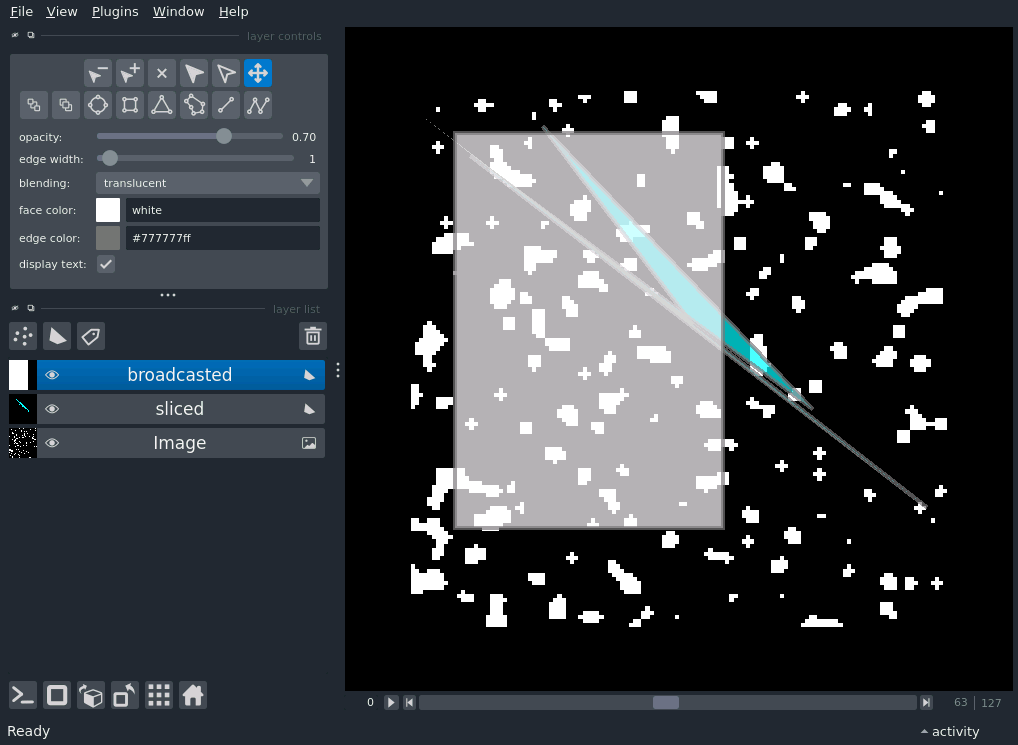 File View Plugins Window Help
layer controls
opacity: 0.70
edge width: 1
blending: translucent
face color: white
edge color: #777777ff
display text:
layer list
broadcasted
sliced
Image
0 63 127
Ready activity